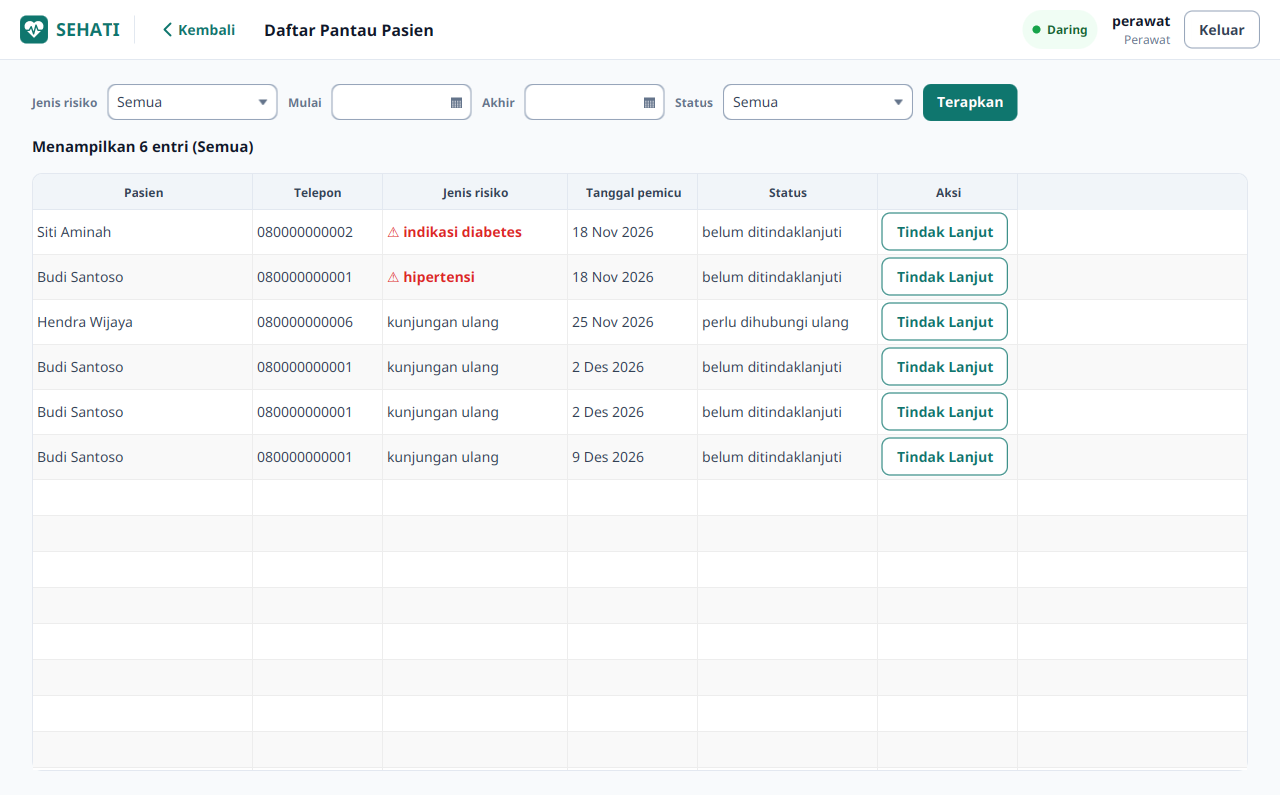 SEHATI
Kembali
Daftar Pantau Pasien
Daring
perawat
Perawat
Keluar
Jenis risiko
Semua
Mulai
Akhir
Status
Semua
Terapkan
Menampilkan 6 entri (Semua)
Pasien Telepon Jenis risiko Tanggal pemicu Status Aksi
Siti Aminah 080000000002 ⚠ indikasi diabetes 18 Nov 2026 belum ditindaklanjuti Tindak Lanjut
Budi Santoso 080000000001 ⚠ hipertensi 18 Nov 2026 belum ditindaklanjuti Tindak Lanjut
Hendra Wijaya 080000000006 kunjungan ulang 25 Nov 2026 perlu dihubungi ulang Tindak Lanjut
Budi Santoso 080000000001 kunjungan ulang 2 Des 2026 belum ditindaklanjuti Tindak Lanjut
Budi Santoso 080000000001 kunjungan ulang 2 Des 2026 belum ditindaklanjuti Tindak Lanjut
Budi Santoso 080000000001 kunjungan ulang 9 Des 2026 belum ditindaklanjuti Tindak Lanjut